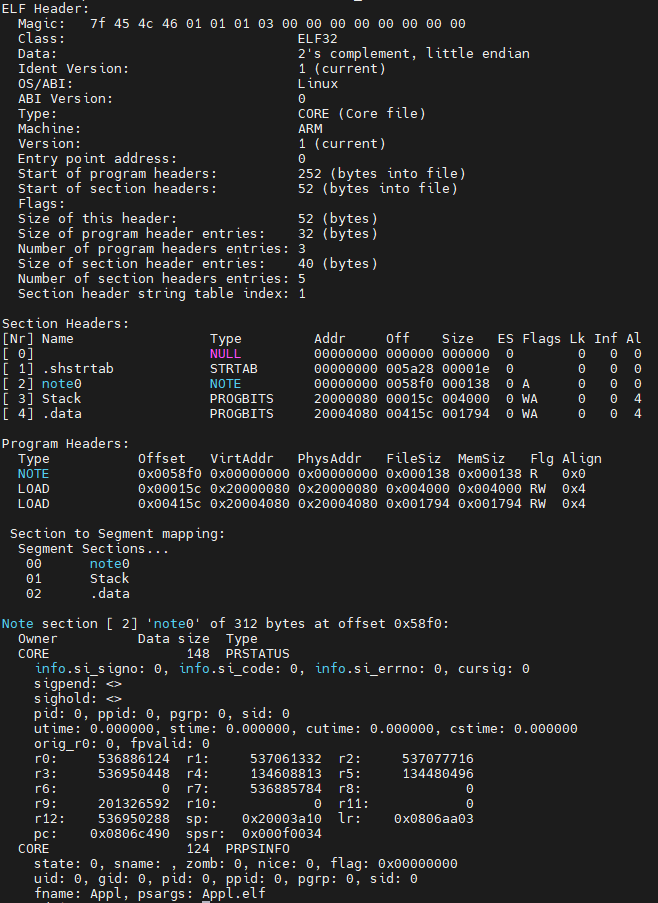 ELF Header:
  Magic:   7f 45 4c 46 01 01 01 03 00 00 00 00 00 00 00 00
  Class:                             ELF32
  Data:                              2's complement, little endian
  Ident Version:                     1 (current)
  OS/ABI:                            Linux
  ABI Version:                       0
  Type:                              CORE (Core file)
  Machine:                           ARM
  Version:                           1 (current)
  Entry point address:               0
  Start of program headers:          252 (bytes into file)
  Start of section headers:          52 (bytes into file)
  Flags:
  Size of this header:               52 (bytes)
  Size of program header entries:    32 (bytes)
  Number of program headers entries: 3
  Size of section header entries:    40 (bytes)
  Number of section headers entries: 5
  Section header string table index: 1

Section Headers:
[Nr] Name                 Type         Addr     Off    Size   ES Flags Lk Inf Al
[ 0]                      NULL         00000000 000000 000000  0        0   0  0
[ 1] .shstrtab            STRTAB       00000000 005a28 00001e  0        0   0  0
[ 2] note0                NOTE         00000000 0058f0 000138  0 A      0   0  0
[ 3] Stack                PROGBITS     20000080 00015c 004000  0 WA     0   0  4
[ 4] .data                PROGBITS     20004080 00415c 001794  0 WA     0   0  4

Program Headers:
  Type           Offset   VirtAddr   PhysAddr   FileSiz  MemSiz   Flg Align
  NOTE           0x0058f0 0x00000000 0x00000000 0x000138 0x000138 R   0x0
  LOAD           0x00015c 0x20000080 0x20000080 0x004000 0x004000 RW  0x4
  LOAD           0x00415c 0x20004080 0x20004080 0x001794 0x001794 RW  0x4

 Section to Segment mapping:
  Segment Sections...
   00      note0
   01      Stack
   02      .data

Note section [ 2] 'note0' of 312 bytes at offset 0x58f0:
  Owner          Data size  Type
  CORE                 148  PRSTATUS
    info.si_signo: 0, info.si_code: 0, info.si_errno: 0, cursig: 0
    sigpend: <>
    sighold: <>
    pid: 0, ppid: 0, pgrp: 0, sid: 0
    utime: 0.000000, stime: 0.000000, cutime: 0.000000, cstime: 0.000000
    orig_r0: 0, fpvalid: 0
    r0:     536886124  r1:     537061332  r2:     537077716
    r3:     536950448  r4:     134608813  r5:     134480496
    r6:             0  r7:     536885784  r8:             0
    r9:     201326592  r10:            0  r11:            0
    r12:    536950288  sp:    0x20003a10  lr:    0x0806aa03
    pc:    0x0806c490  spsr:  0x000f0034
  CORE                 124  PRPSINFO
    state: 0, sname: , zomb: 0, nice: 0, flag: 0x00000000
    uid: 0, gid: 0, pid: 0, ppid: 0, pgrp: 0, sid: 0
    fname: Appl, psargs: Appl.elf